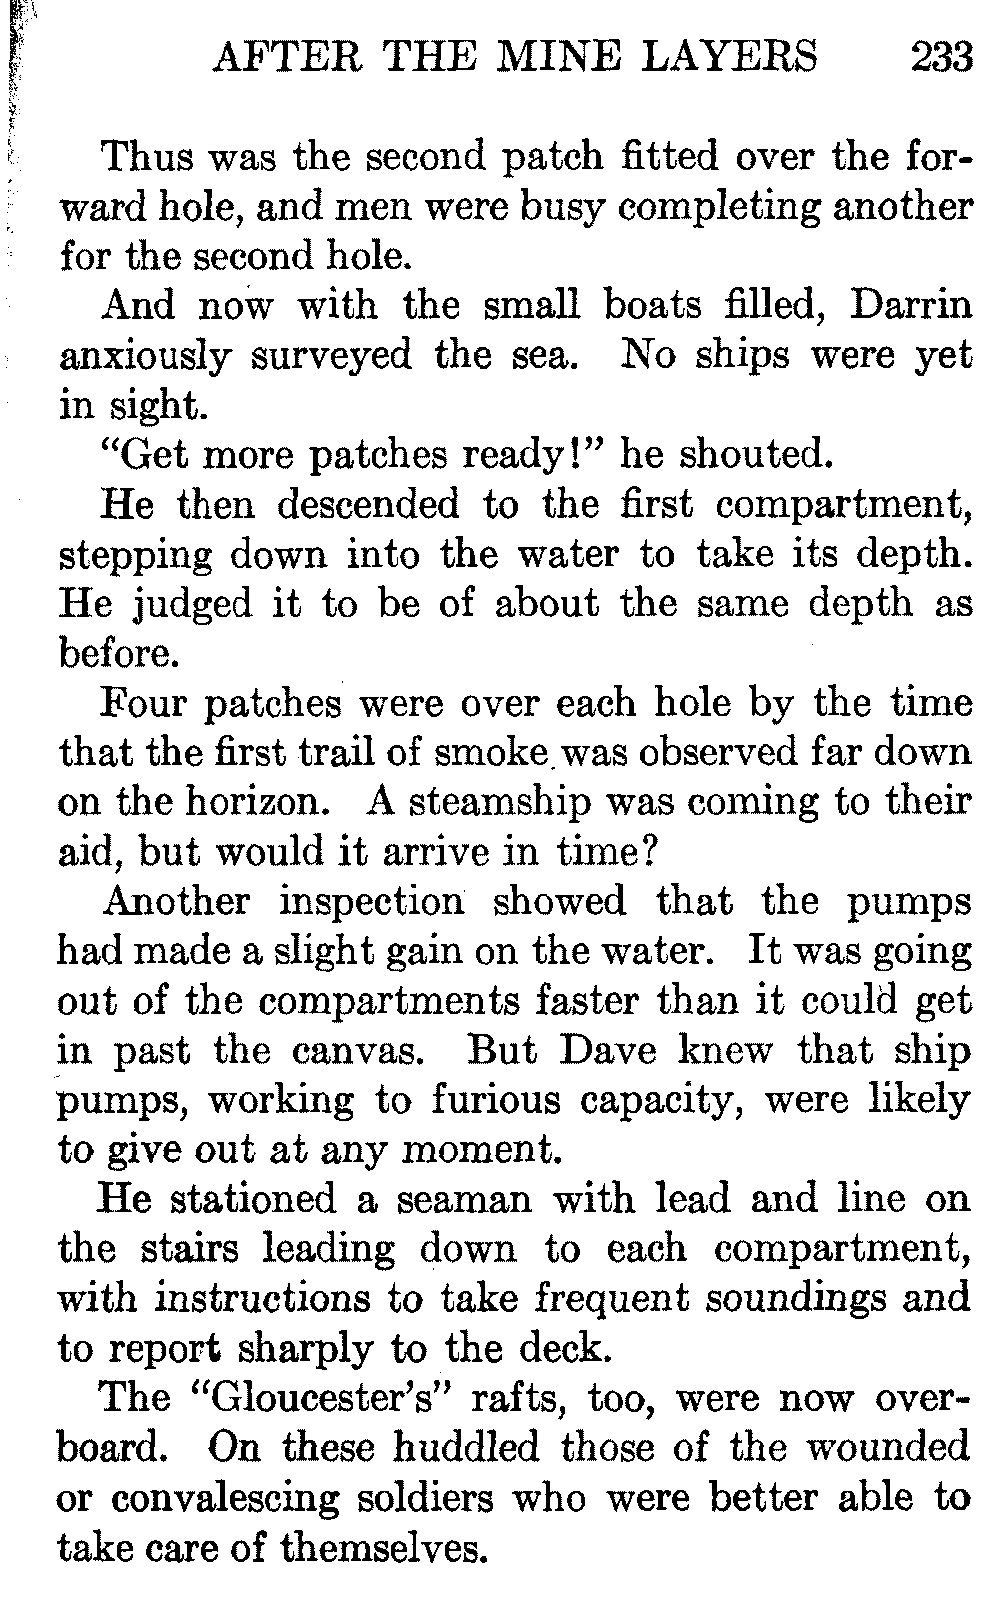 AFTER THE MINE LAYERS 233
Thus was the second patch fitted over the for-
ward hole, and men were busy completing another
for the second hole.
And now with the small boats filled, Darrin
anxiously surveyed the sea. No ships were yet
in sight.
“Get more patches ready!” he shouted.
He then descended to the first compartment,
stepping down into the water to take its depth.
He judged it to be of about the same depth as
before.
Four patches were over each hole by the time
that the first trail of smoke was observed far down
on the horizon. A steamship was coming to their
aid, but would it arrive in time?
Another inspection showed that the pumps
had made a slight gain on the water. It was going
out of the compartments faster than it could get
in past the canvas. But Dave knew that ship
pumps, working to furious capacity, were likely
to give out at any moment.
He stationed a seaman with lead and line on
the stairs leading down to each compartment,
with instructions to take frequent soundings and
to report sharply to the deck.
The “Gloucester’s” rafts, too, were now over-
board. On these huddled those of the wounded
or convalescing soldiers who were better able to
take care of themselves.